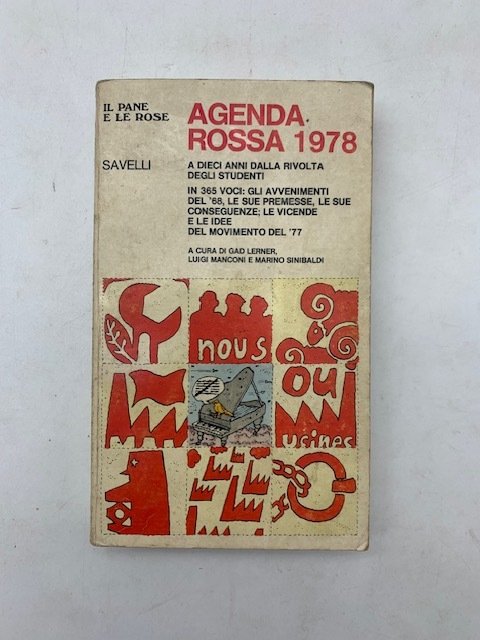 IL PANE
E LE ROSE
SAVELLI
AGENDA
ROSSA 1978
A DIECI ANNI DALLA RIVOLTA
DEGLI STUDENTI
IN 365 VOCI: GLI AVVENIMENTI
DEL '68, LE SUE PREMESSE, LE SUE
CONSEGUENZE; LE VICENDE
E LE IDEE
DEL MOVIMENTO DEL '77
A CURA DI GAD LERNER,
LUIGI MANCONI E MARINO SINIBALDI
nous
oui
usines